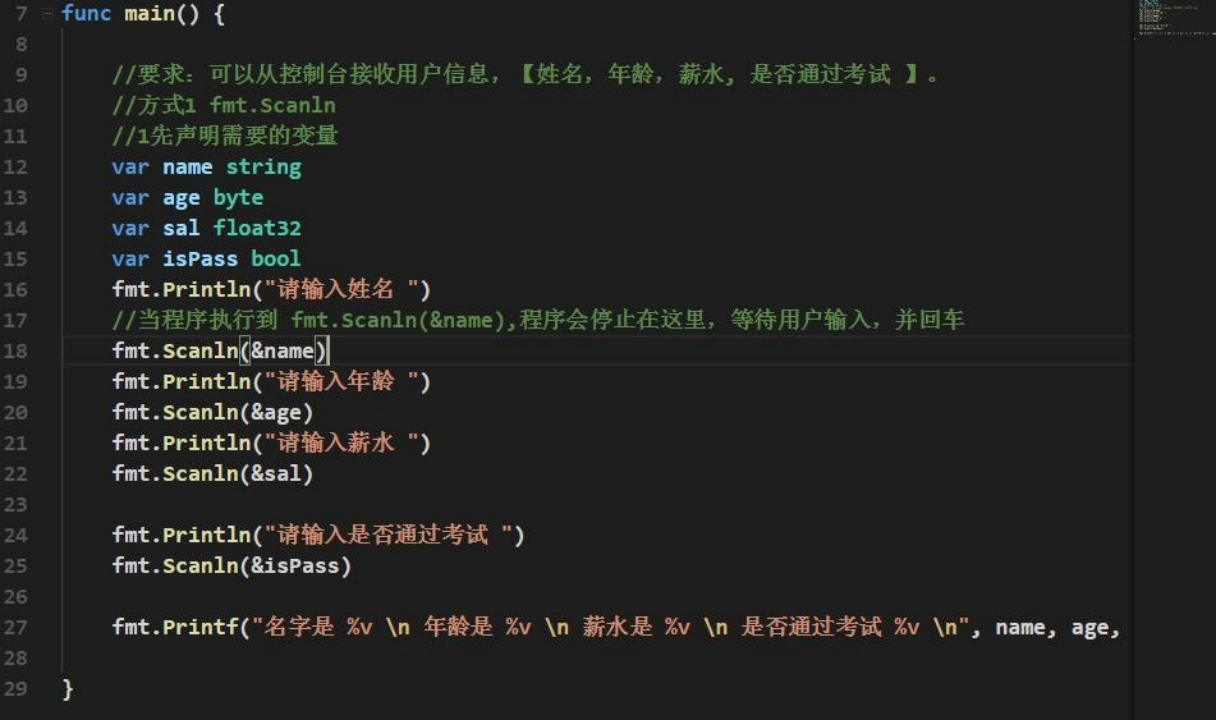 7 func main() {
8
9 //要求：可以从控制台接收用户信息，【姓名，年龄，薪水, 是否通过考试 】。
10 //方式1 fmt.Scanln
11 //1先声明需要的变量
12 var name string
13 var age byte
14 var sal float32
15 var isPass bool
16 fmt.Println("请输入姓名 ")
17 //当程序执行到 fmt.Scanln(&name),程序会停止在这里，等待用户输入，并回车
18 fmt.Scanln(&name)
19 fmt.Println("请输入年龄 ")
20 fmt.Scanln(&age)
21 fmt.Println("请输入薪水 ")
22 fmt.Scanln(&sal)
23
24 fmt.Println("请输入是否通过考试 ")
25 fmt.Scanln(&isPass)
26
27 fmt.Printf("名字是 %v \n 年龄是 %v \n 薪水是 %v \n 是否通过考试 %v \n", name, age,
28
29 }